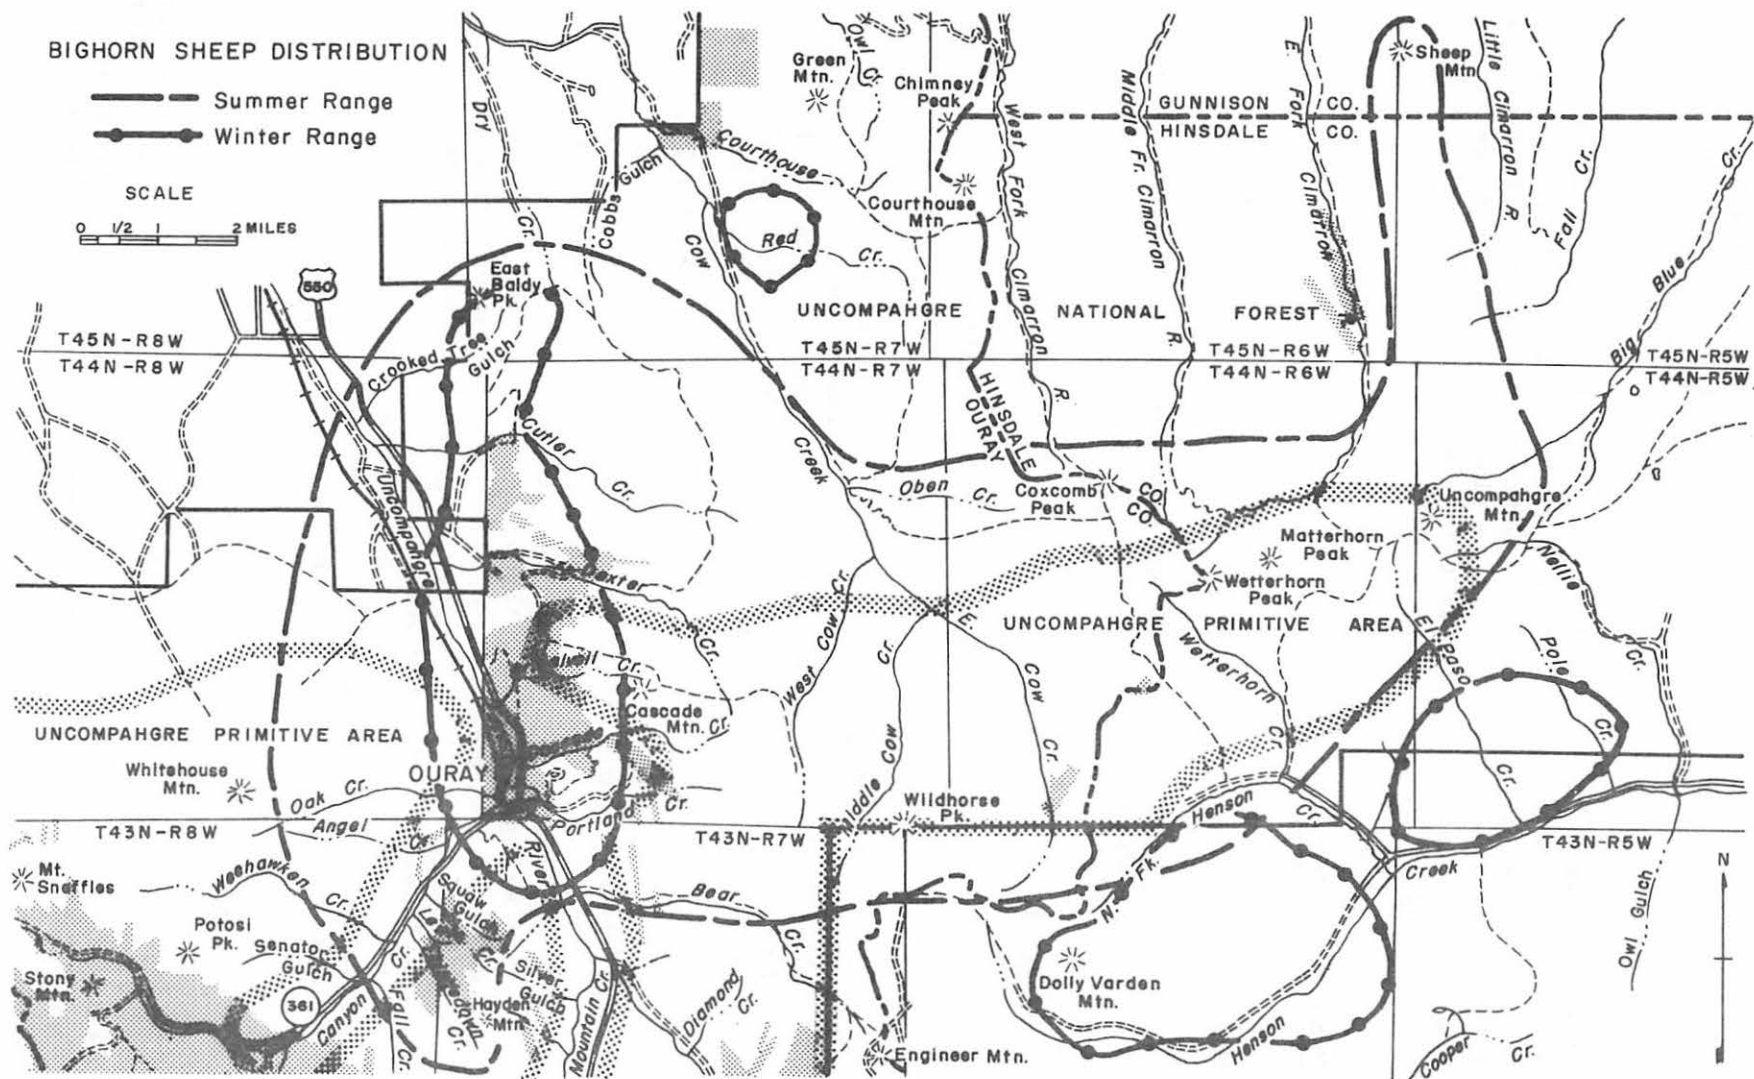 BIGHORN SHEEP DISTRIBUTION
Summer Range
Winter Range
SCALE
0 1/2 1 2 MILES
550
Dry
Cr.
Cobbs
Gulch
Cow
Creek
Courthouse
Cr.
Owl
Cr.
Green
Mtn.
Chimney
Peak
Courthouse
Mtn.
Red
Cr.
West
Fork
Cimarron
R.
Middle Fr. Cimarron
R.
GUNNISON CO.
HINSDALE CO.
E.
Fork
Cimarron
Sheep
Mtn.
Little
Cimarron
R.
Fall
Cr.
Big
Blue
Cr.
East
Baldy
Pk.
UNCOMPAHGRE NATIONAL FOREST
T45N-R8W
T44N-R8W
T45N-R7W
T44N-R7W
T45N-R6W
T44N-R6W
T45N-R5W
T44N-R5W
Crooked Tree
Gulch
Cutler
Cr.
Uncompahgre
HINSDALE
OURAY
CO.
CO.
Oben
Cr.
Coxcomb
Peak
Uncompahgre
Mtn.
Matterhorn
Peak
Wetterhorn
Peak
Nellie
Cr.
Dexter
Cr.
West
Cow
Cr.
E.
Cow
Cr.
UNCOMPAHGRE PRIMITIVE AREA
Wetterhorn
Cr.
El Paso
Cr.
Pole
Cr.
Cr.
Cascade
Mtn.
Cascade
Cr.
UNCOMPAHGRE PRIMITIVE AREA
Whitehouse
Mtn.
OURAY
Oak
Cr.
Angel
Cr.
Portland
Cr.
Middle
Cow
Cr.
Wildhorse
Pk.
Henson
Cr.
T43N-R8W
T43N-R7W
T43N-R5W
Mt.
Sneffles
Weehawken
Cr.
River
Squaw
Gulch
Bear
Cr.
N.
Fk.
Creek
Owl Gulch
N
Potosi
Pk.
Senator
Gulch
Stony
Mtn.
361
Canyon
Cr.
Fall
Cr.
Cr.
Hayden
Mtn.
Silver
Gulch
Cr.
Mountain Cr.
Diamond
Cr.
Engineer Mtn.
Dolly Varden
Mtn.
Henson
Cooper
Cr.